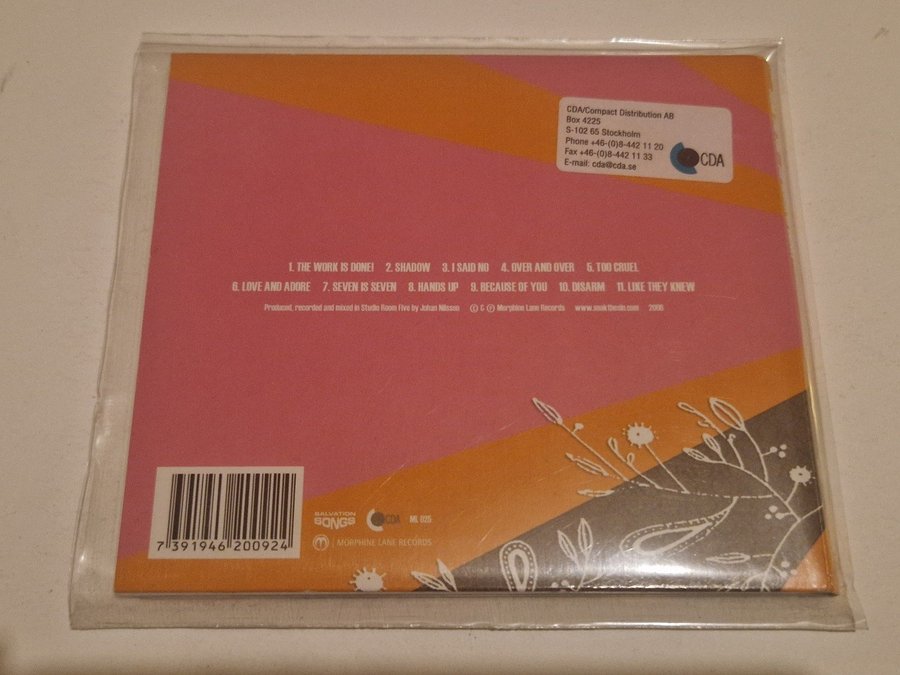 CDA/Compact Distribution AB
Box 4225
S-102 65 Stockholm
Phone +46-(0)8-442 11 20
Fax +46-(0)8-442 11 33
E-mail: cda@cda.se
CDA
1. THE WORK IS DONE! 2. SHADOW 3. I SAID NO 4. OVER AND OVER 5. TOO CRUEL
6. LOVE AND ADORE 7. SEVEN IS SEVEN 8. HANDS UP 9. BECAUSE OF YOU 10. DISARM 11. LIKE THEY KNEW
Produced, recorded and mixed in Studio Room Five by Johan Nilsson Ⓒ & Ⓟ Morphine Lane Records 2006
SALVATION
SONGS
CDA
ML 025
MORPHINE LANE RECORDS
7 391946 200924